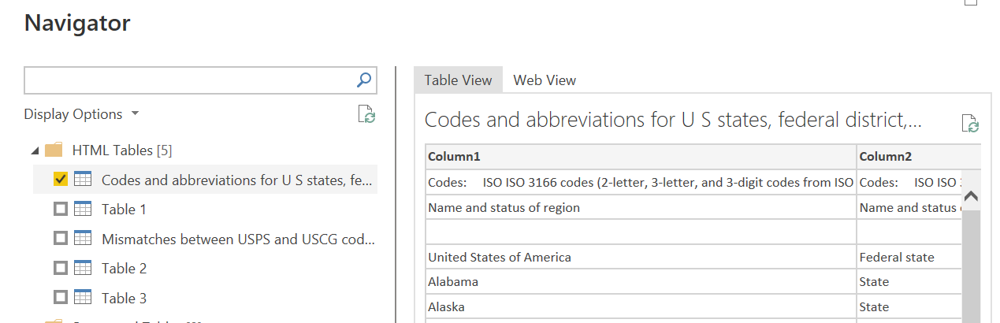 Navigator
Display Options
HTML Tables [5]
Codes and abbreviations for U S states, fe...
Table 1
Mismatches between USPS and USCG cod...
Table 2
Table 3
Table View Web View
Codes and abbreviations for U S states, federal district,...
Column1 Column2
Codes: ISO ISO 3166 codes (2-letter, 3-letter, and 3-digit codes from ISO Codes: ISO ISO
Name and status of region Name and status
United States of America Federal state
Alabama State
Alaska State